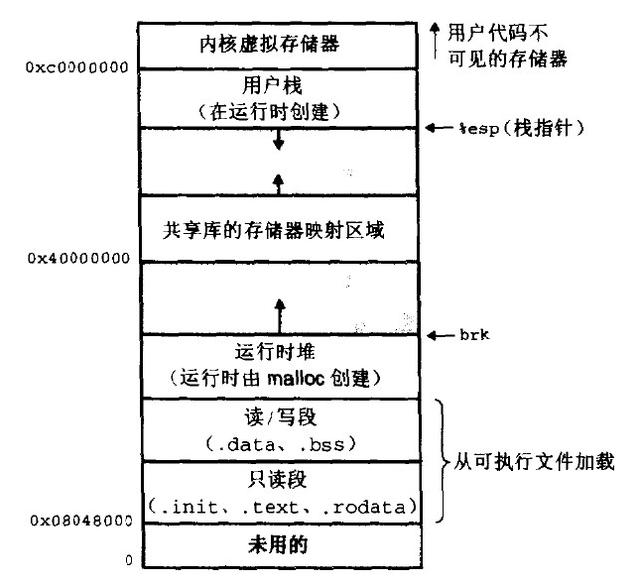 内核虚拟存储器
用户代码不
可见的存储器
0xc0000000
用户栈
(在运行时创建)
%esp(栈指针)
共享库的存储器映射区域
0x40000000
brk
运行时堆
(运行时由 malloc 创建)
读/写段
(.data、.bss)
从可执行文件加载
只读段
(.init、.text、.rodata)
0x08048000
未用的
0